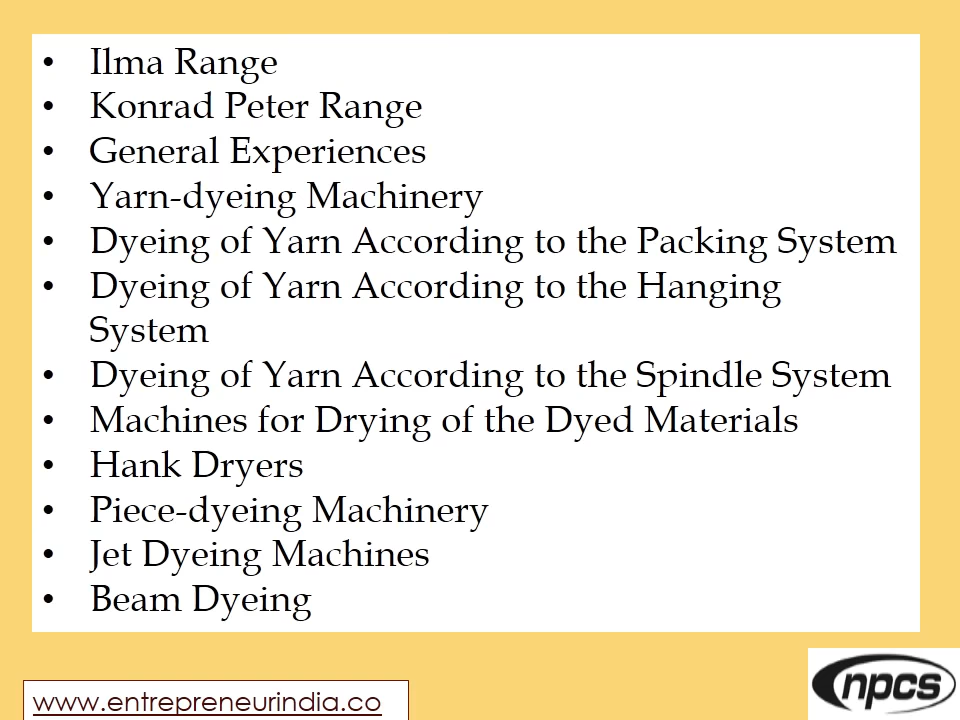 • Ilma Range
• Konrad Peter Range
• General Experiences
• Yarn-dyeing Machinery
• Dyeing of Yarn According to the Packing System
• Dyeing of Yarn According to the Hanging
System
• Dyeing of Yarn According to the Spindle System
• Machines for Drying of the Dyed Materials
• Hank Dryers
• Piece-dyeing Machinery
• Jet Dyeing Machines
• Beam Dyeing
www.entrepreneurindia.co
npcs